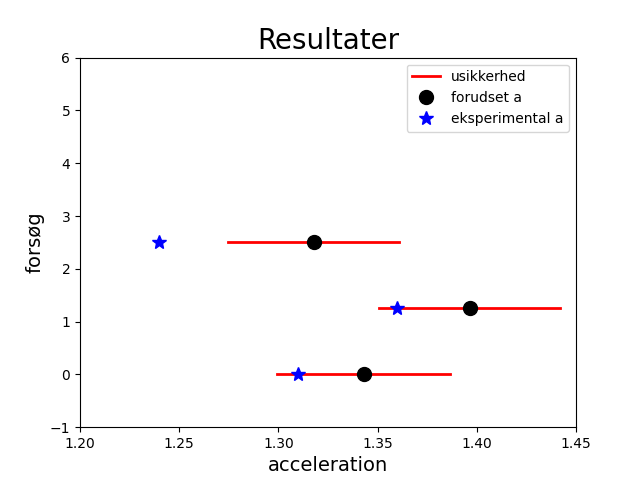 Resultater
usikkerhed
forudset a
eksperimental a
6
5
4
3
2
1
0
−1
forsøg
1.20 1.25 1.30 1.35 1.40 1.45
acceleration